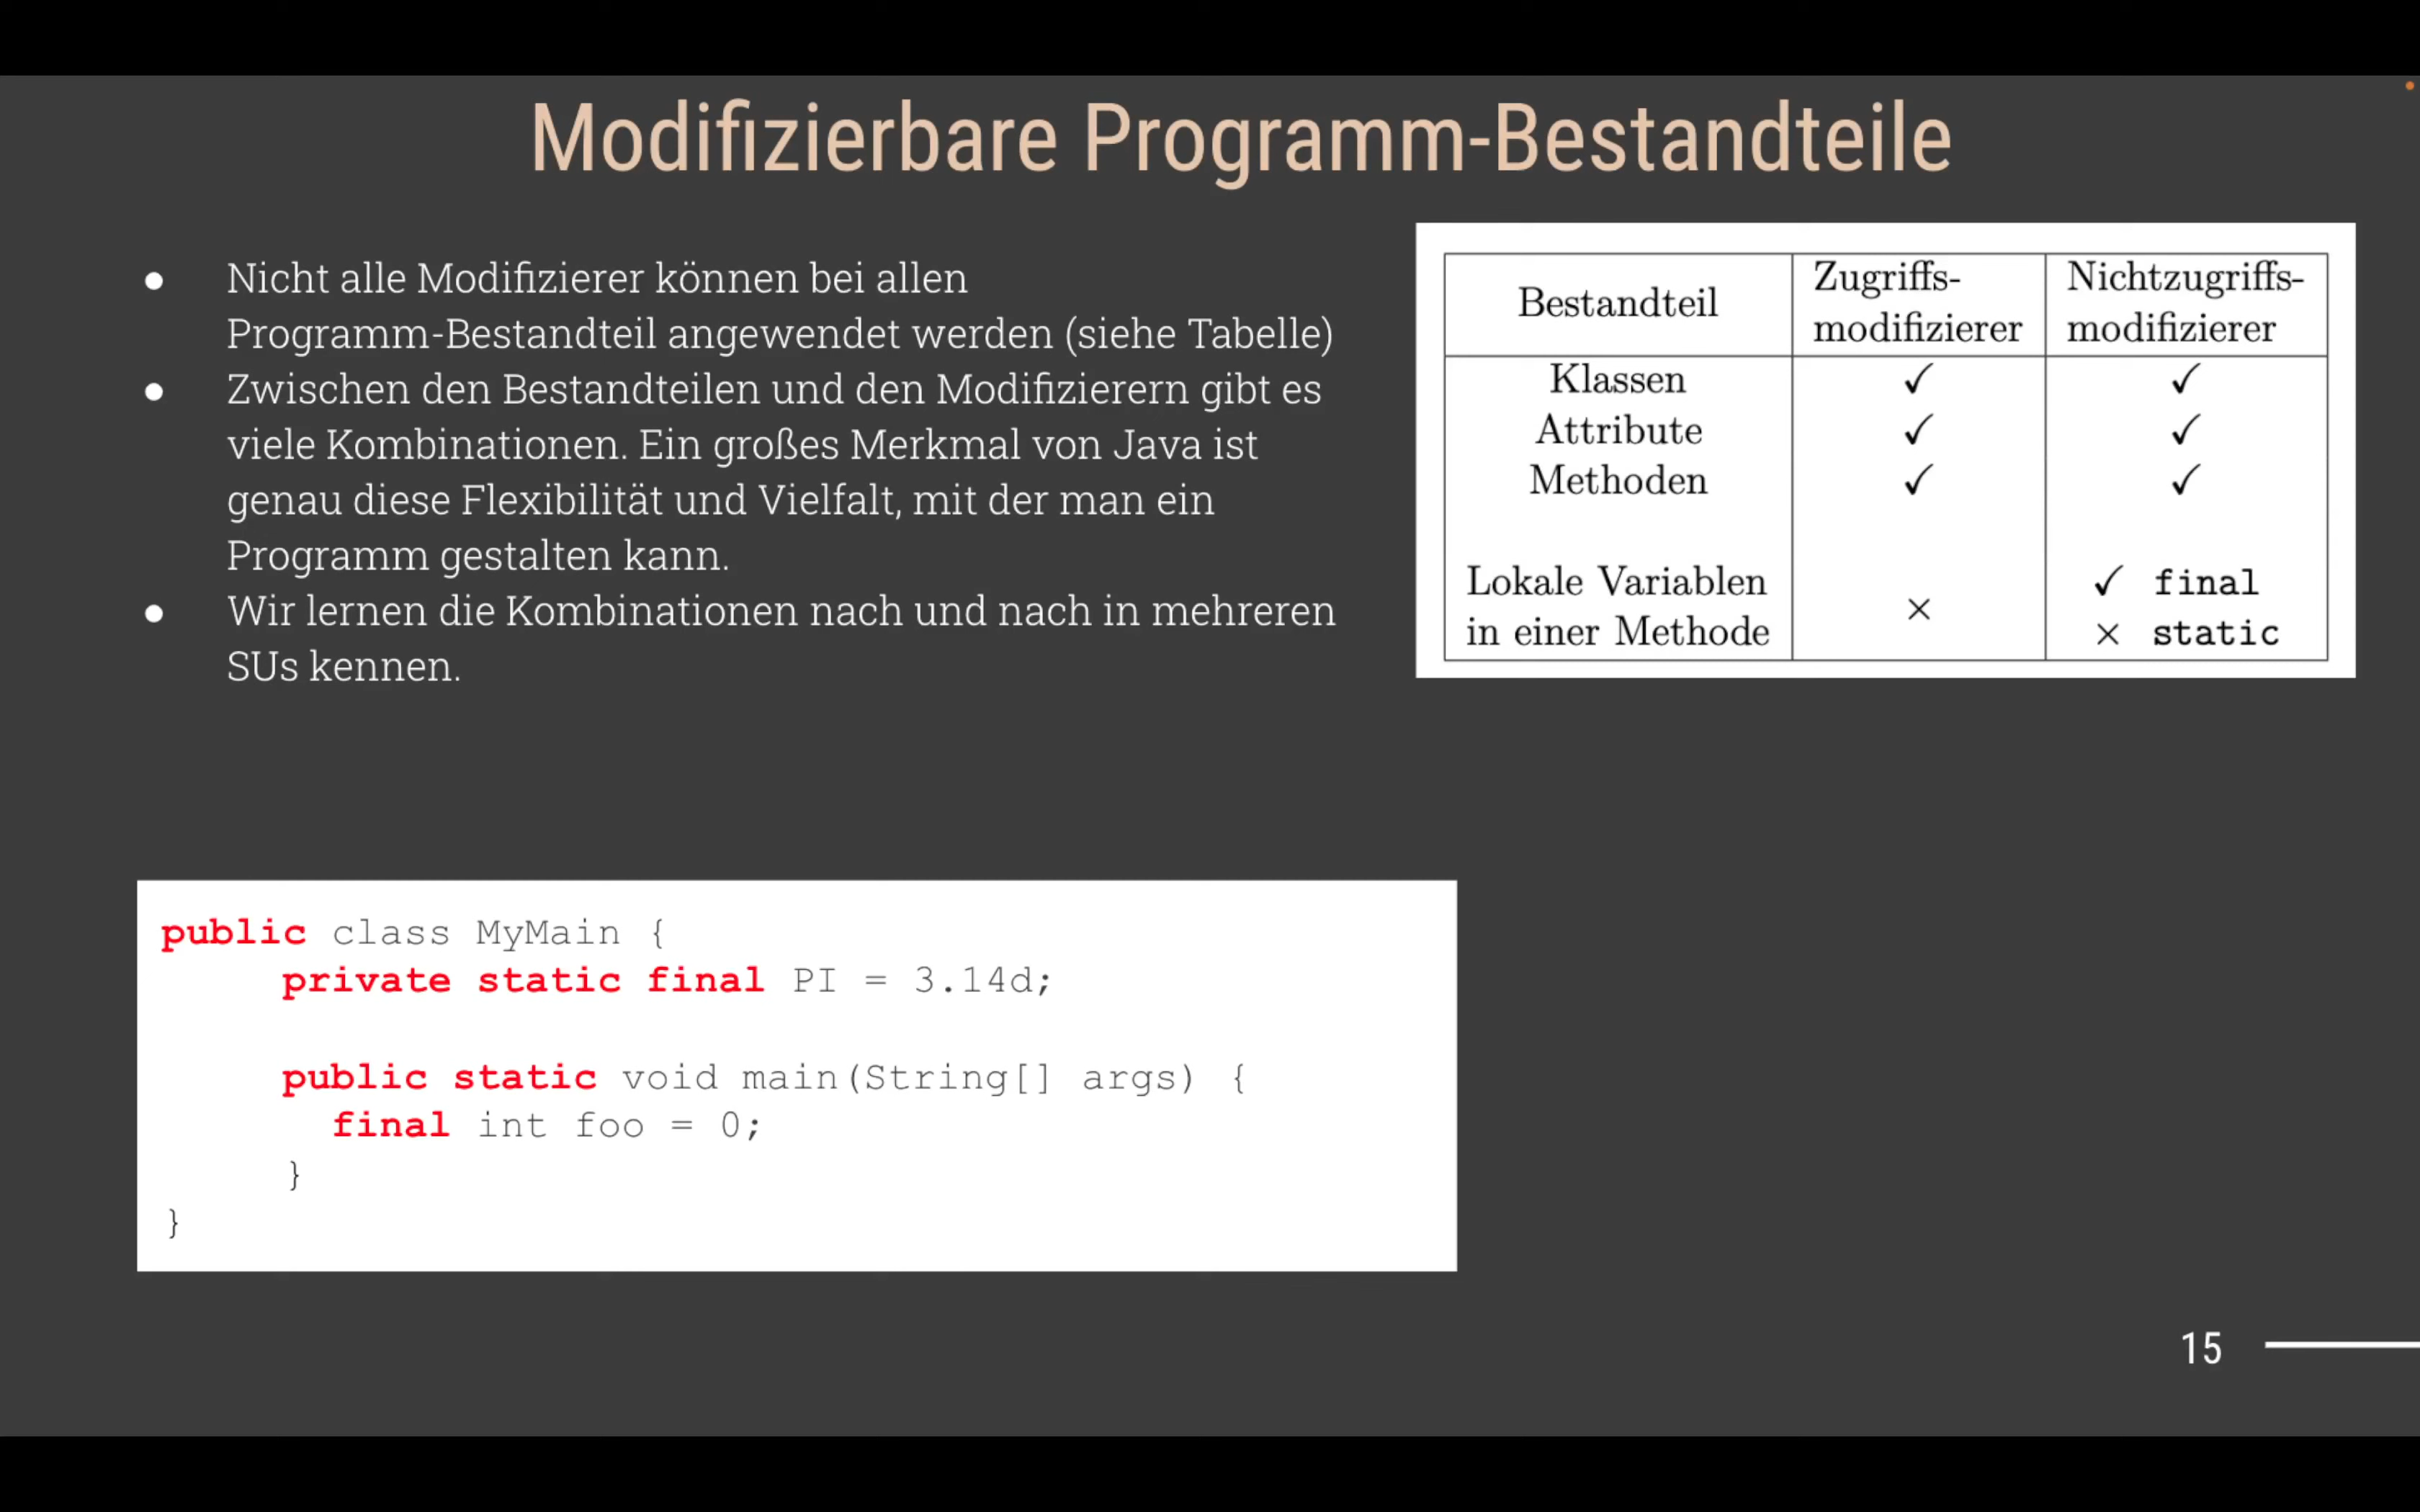 Modifizierbare Programm-Bestandteile
● Nicht alle Modifizierer können bei allen
Programm-Bestandteil angewendet werden (siehe Tabelle)
● Zwischen den Bestandteilen und den Modifizierern gibt es
viele Kombinationen. Ein großes Merkmal von Java ist
genau diese Flexibilität und Vielfalt, mit der man ein
Programm gestalten kann.
● Wir lernen die Kombinationen nach und nach in mehreren
SUs kennen.
Bestandteil Zugriffs- Nichtzugriffs-
modifizierer modifizierer
Klassen ✓ ✓
Attribute ✓ ✓
Methoden ✓ ✓
Lokale Variablen ✓ final
in einer Methode × × static
public class MyMain {
private static final PI = 3.14d;
public static void main(String[] args) {
final int foo = 0;
}
}
15